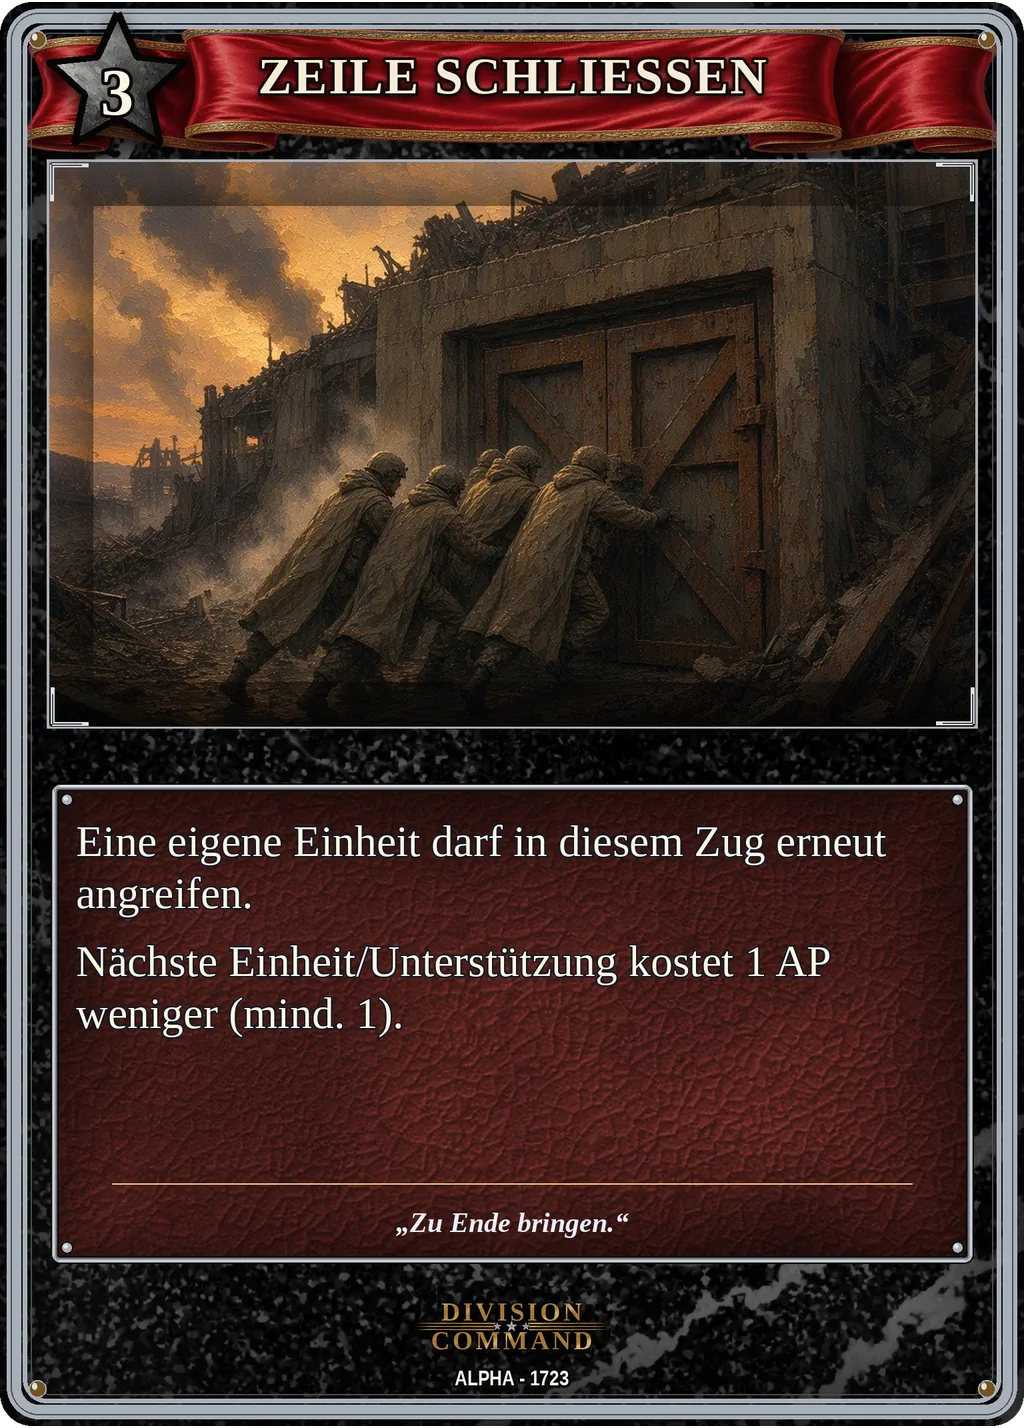 3
ZEILE SCHLIESSEN
Eine eigene Einheit darf in diesem Zug erneut
angreifen.
Nächste Einheit/Unterstützung kostet 1 AP
weniger (mind. 1).
„Zu Ende bringen.“
DIVISION
COMMAND
ALPHA - 1723